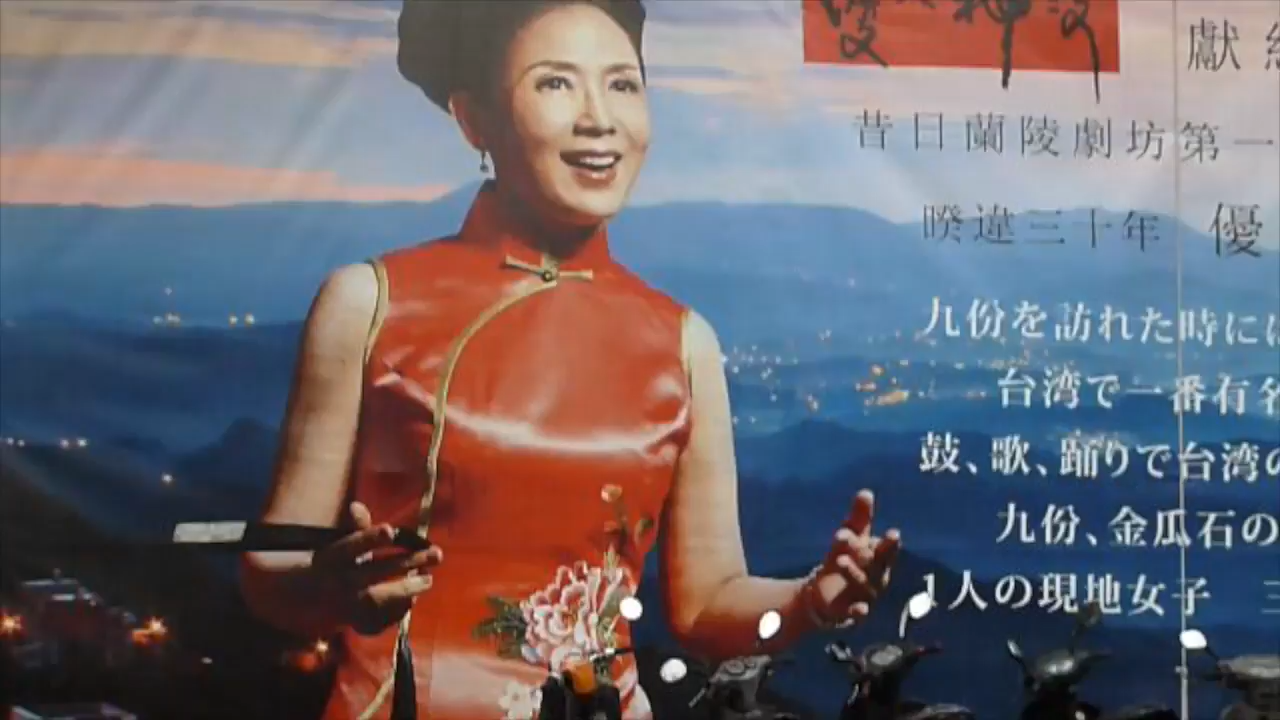 獻
昔日蘭陵劇坊第一
睽違三十年 優
九份を訪れた時には
台湾で一番有名
鼓、歌、踊りで台湾の
九份、金瓜石の
1人の現地女子 三